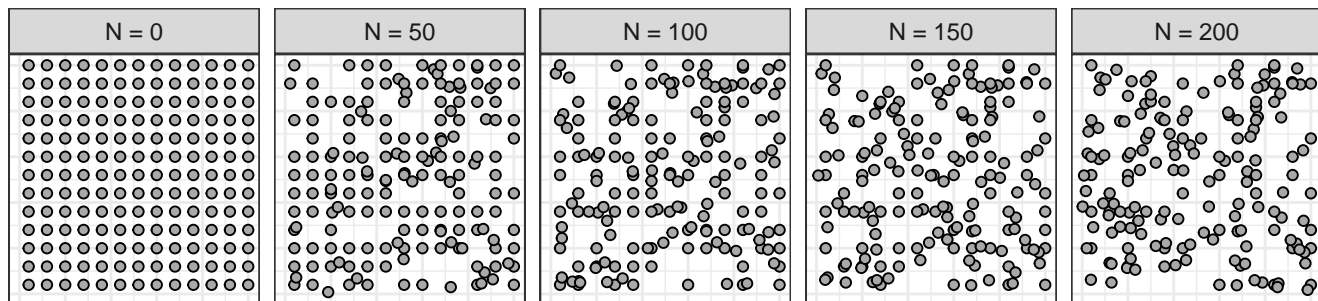 N = 0
N = 50
N = 100
N = 150
N = 200